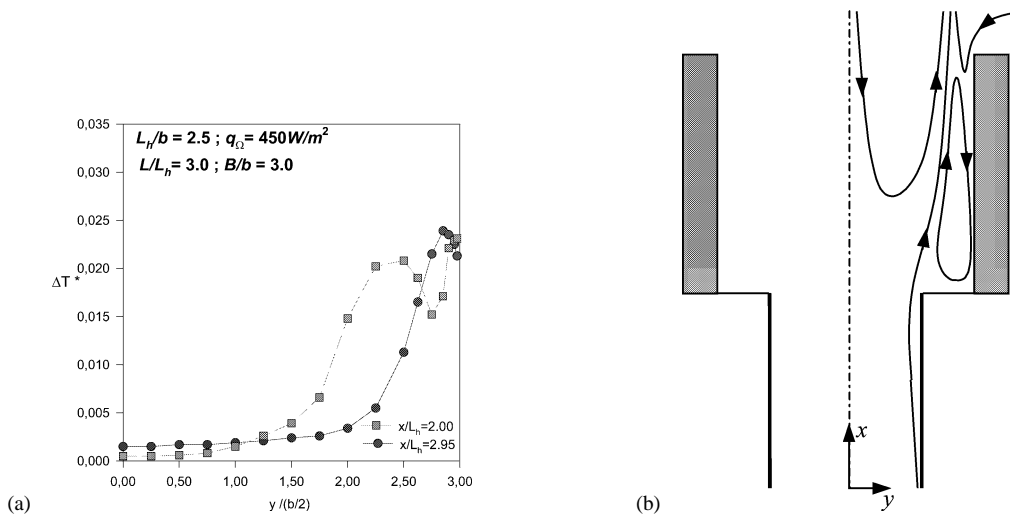 L_h/b = 2.5 ; q_Ω= 450W/m²
L/L_h= 3.0 ; B/b = 3.0
0,035
0,030
0,025
0,020
0,015
0,010
0,005
0,000
ΔT *
x/L_h=2.00
x/L_h=2.95
0,00
0,50
1,00
1,50
2,00
2,50
3,00
y /(b/2)
(a)
x
y
(b)